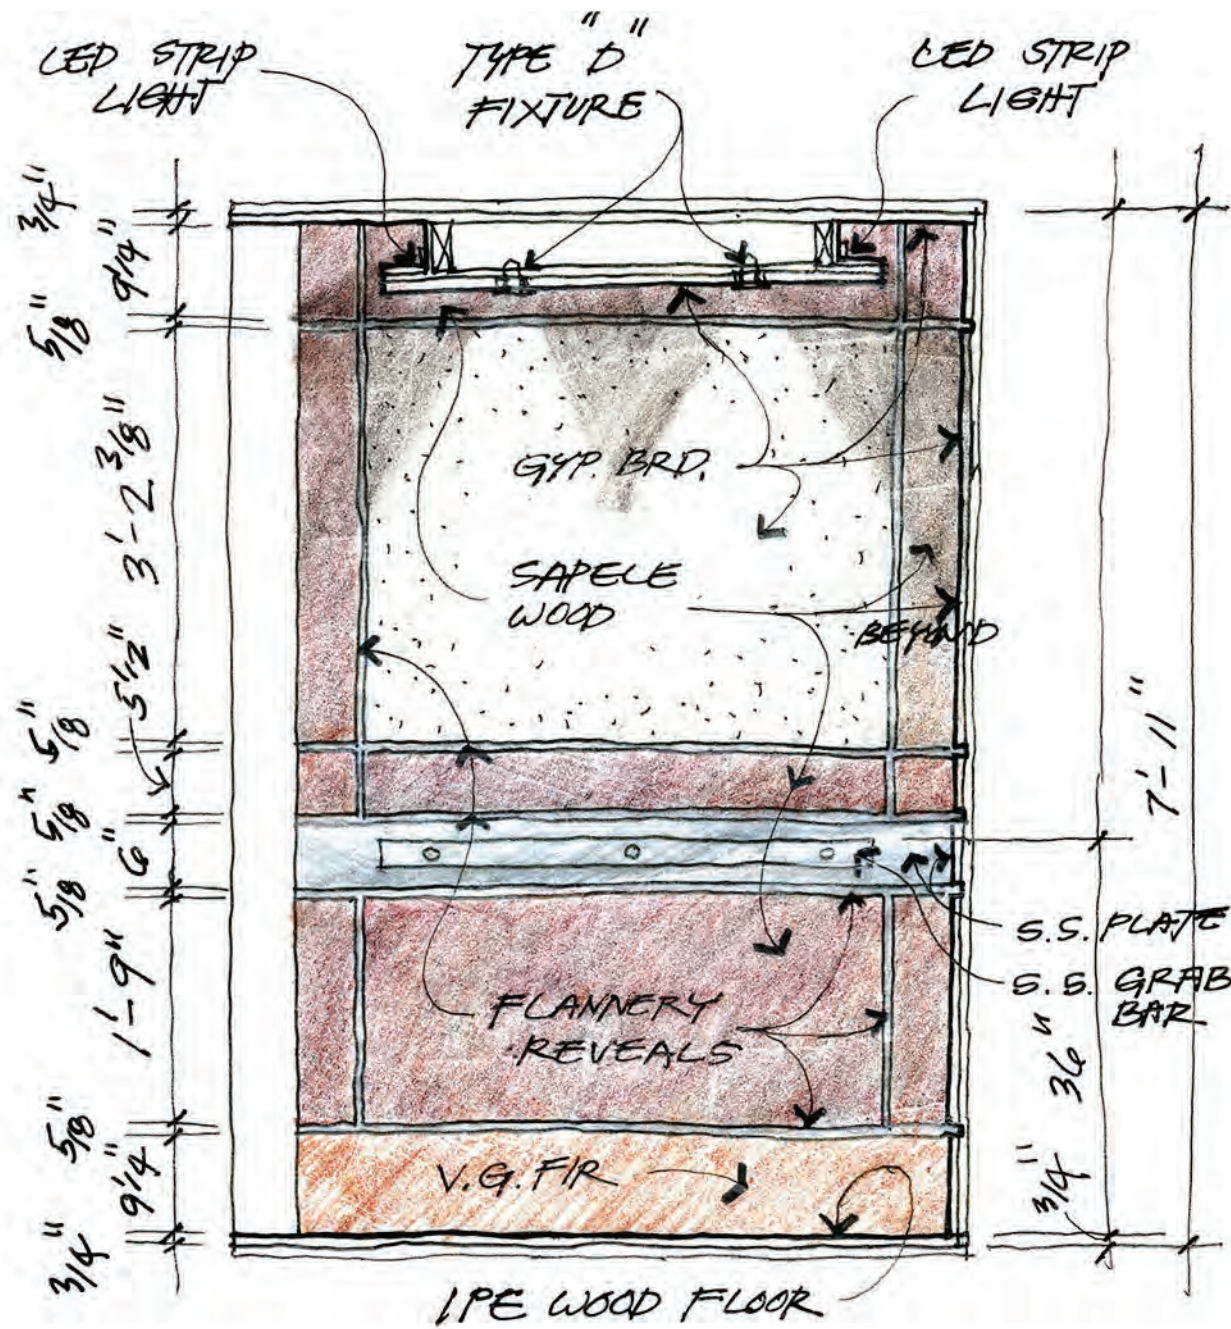 LED STRIP
LIGHT
TYPE "D"
FIXTURE
LED STRIP
LIGHT
3/4"
9 1/4"
5/8"
3'-2 3/8"
5/8"
5 1/2"
5/8"
6"
5/8"
1'-9"
5/8"
9 1/4"
3/4"
GYP. BRD.
SAPELE
WOOD
BEYOND
FLANNERY
REVEALS
V.G. FIR
IPE WOOD FLOOR
S.S. PLATE
S.S. GRAB
BAR
7'-11"
36"
3/4"